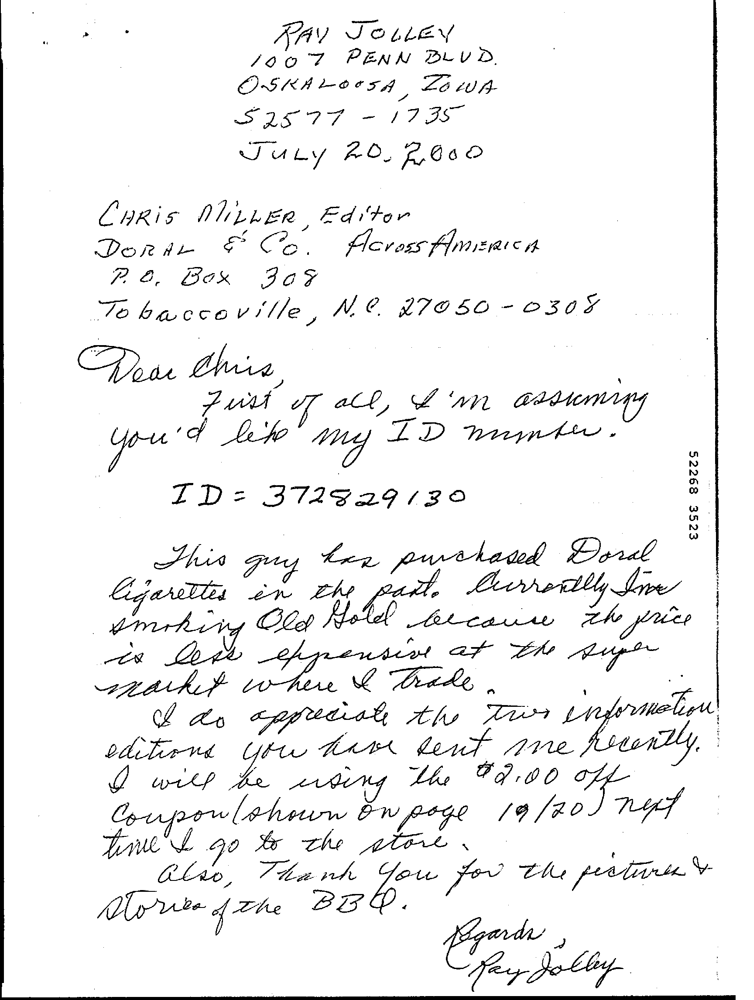 RAY JOLLEY
1007 PENN BLVD.
OSKALOOSA, IOWA
52577-1735
JULY 20, 2000
CHRIS MILLER, Editor
DORAL & Co. ACROSS AMERICA
P.O. BOX 308
Tobaccoville, N.C. 27050-0308
Dear Chris,
First of all, I'm assuming
you'd like my ID number.
ID = 372829130
This guy has purchased Doral
Cigarettes in the past. Currently I'm
smoking Old Gold because the price
is less expensive at the super
market where I trade.
I do appreciate the two information
editions you have sent me recently.
I will be using the $2.00 off
Coupon (shown on page 19/20) next
time I go to the store.
Also, Thank You for the pictures &
stories of the BBQ.
Regards,
Ray Jolley
52268 3523